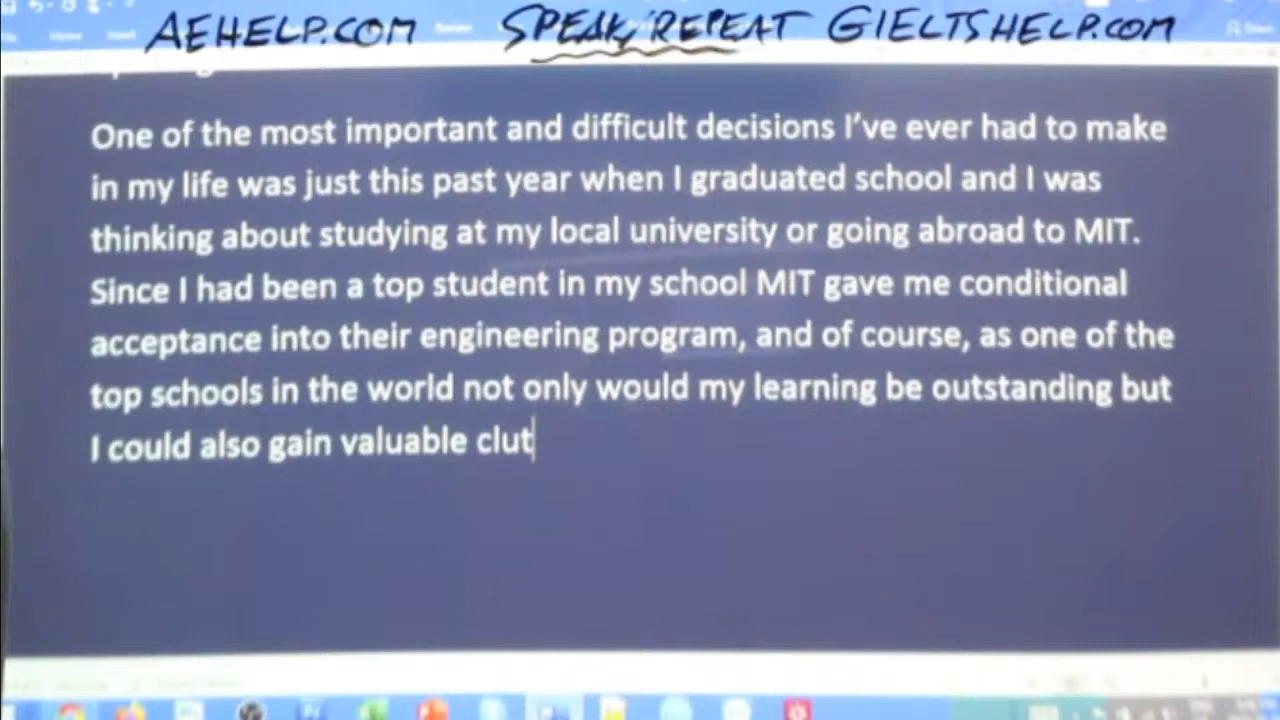 AEHELP.COM SPEAK/REPEAT GIELTSHELP.COM
One of the most important and difficult decisions I've ever had to make
in my life was just this past year when I graduated school and I was
thinking about studying at my local university or going abroad to MIT.
Since I had been a top student in my school MIT gave me conditional
acceptance into their engineering program, and of course, as one of the
top schools in the world not only would my learning be outstanding but
I could also gain valuable clut